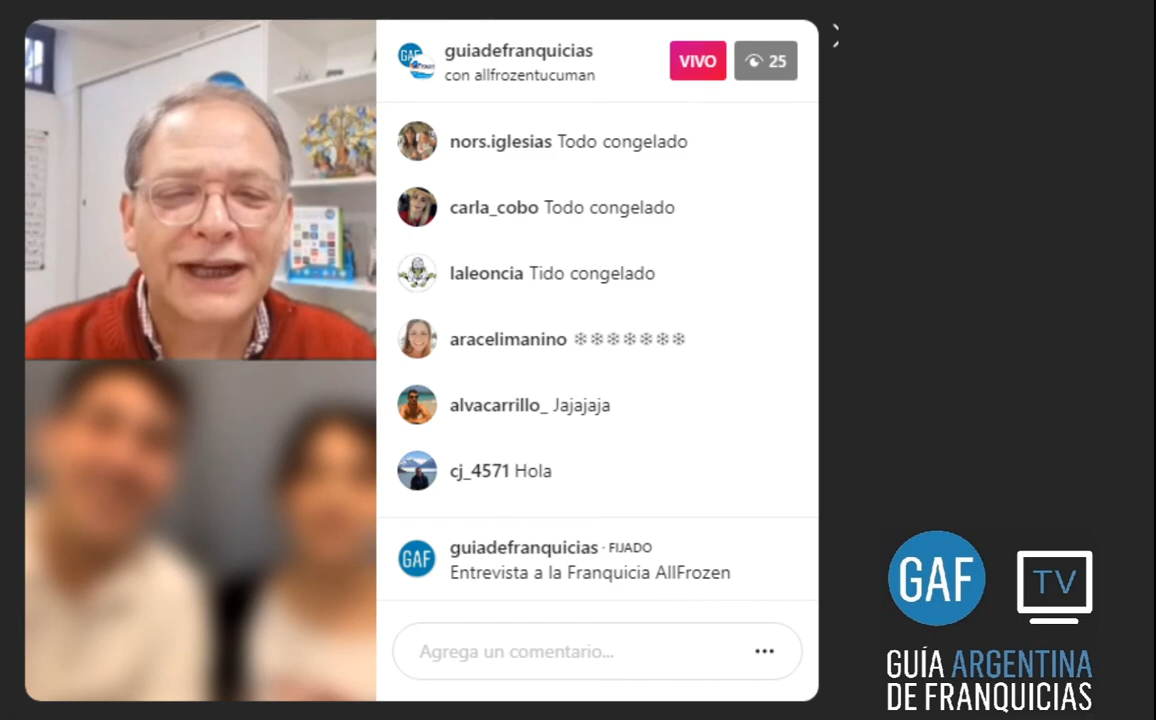 guiadefranquicias
con allfrozentucuman
VIVO
25
nors.iglesias Todo congelado
carla_cobo Todo congelado
laleoncia Tido congelado
aracelimanino ❄❄❄❄❄❄❄
alvacarrillo_ Jajajaja
cj_4571 Hola
guiadefranquicias · FIJADO
Entrevista a la Franquicia AllFrozen
Agrega un comentario...
GAF
GAF
TV
GUÍA ARGENTINA
DE FRANQUICIAS